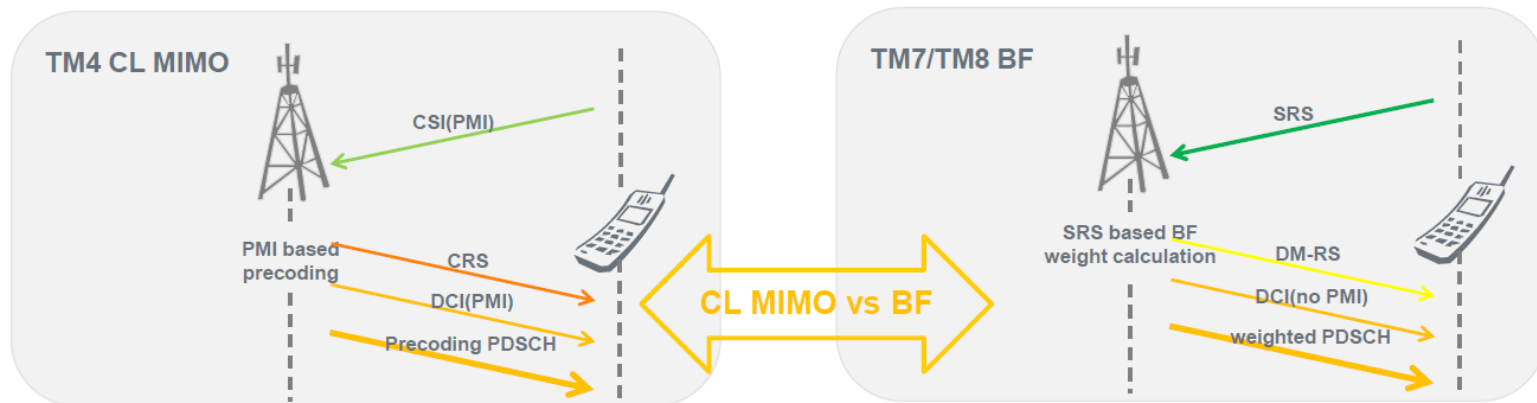 TM4 CL MIMO
CSI(PMI)
PMI based
precoding
CRS
DCI(PMI)
Precoding PDSCH
CL MIMO vs BF
TM7/TM8 BF
SRS
SRS based BF
weight calculation
DM-RS
DCI(no PMI)
weighted PDSCH